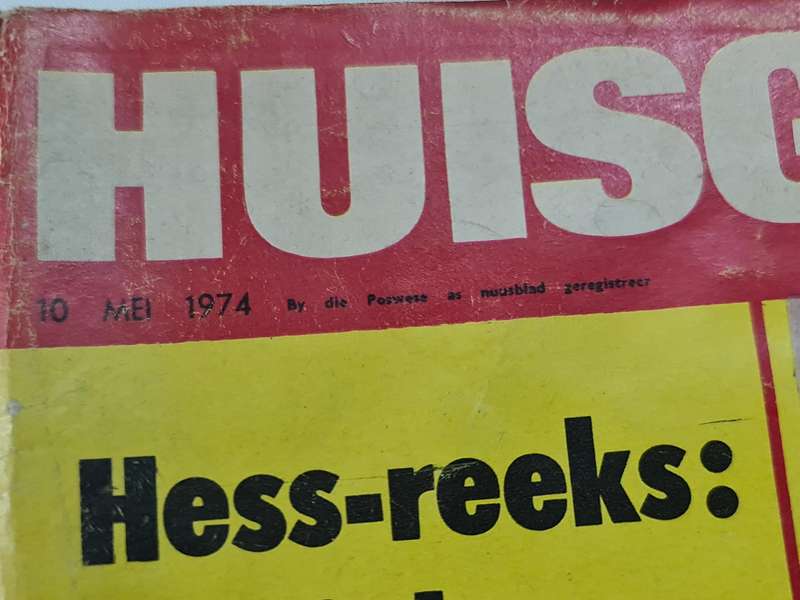 HUISG
10 MEI 1974 By die Poswese as nuusblad geregistreer
Hess-reeks: